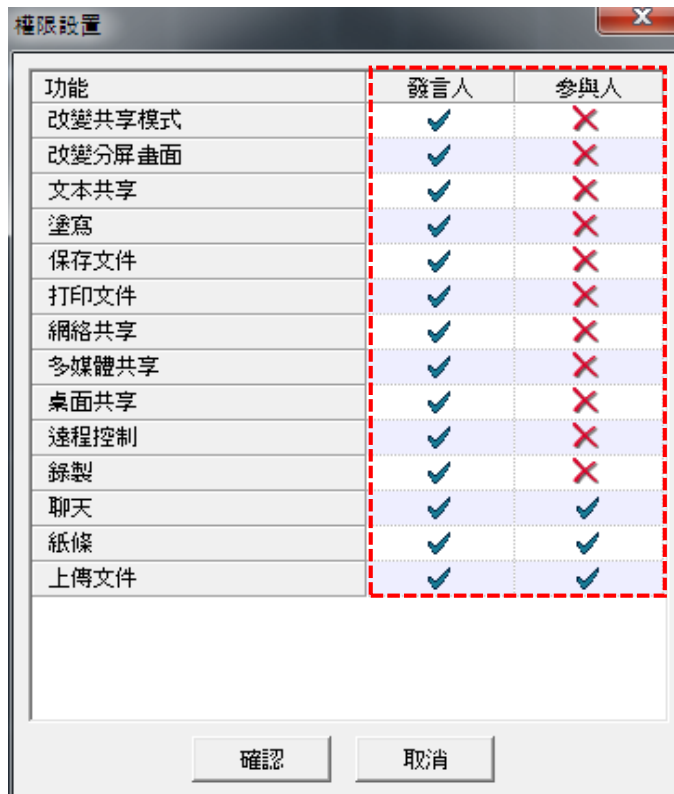 權限設置
功能 發言人 參與人
改變共享模式
改變分屏畫面
文本共享
塗寫
保存文件
打印文件
網絡共享
多媒體共享
桌面共享
遠程控制
錄製
聊天
紙條
上傳文件
確認 取消